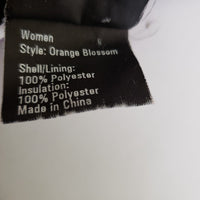 Women
Style: Orange Blossom
Shell/Lining:
100% Polyester
Insulation:
100% Polyester
Made in China